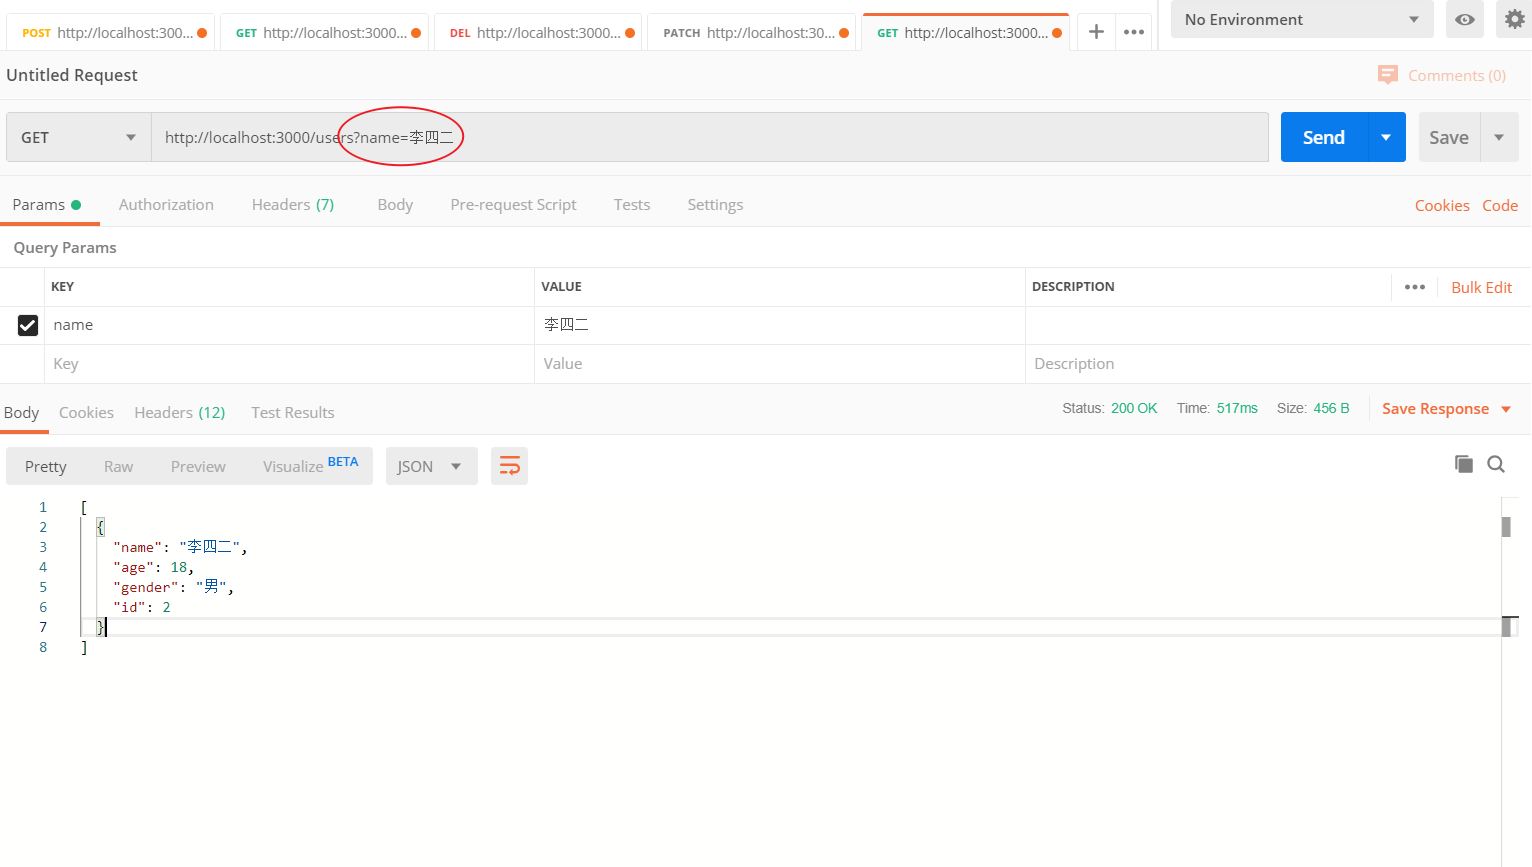 POST http://localhost:300... GET http://localhost:3000... DEL http://localhost:3000... PATCH http://localhost:30... GET http://localhost:3000... + ••• No Environment
Untitled Request Comments (0)
GET http://localhost:3000/users?name=李四二 Send Save
Params Authorization Headers (7) Body Pre-request Script Tests Settings Cookies Code
Query Params
KEY VALUE DESCRIPTION ••• Bulk Edit
name 李四二
Key Value Description
Body Cookies Headers (12) Test Results Status: 200 OK Time: 517ms Size: 456 B Save Response
Pretty Raw Preview Visualize BETA JSON
1 [
2 {
3 "name": "李四二",
4 "age": 18,
5 "gender": "男",
6 "id": 2
7 }
8 ]